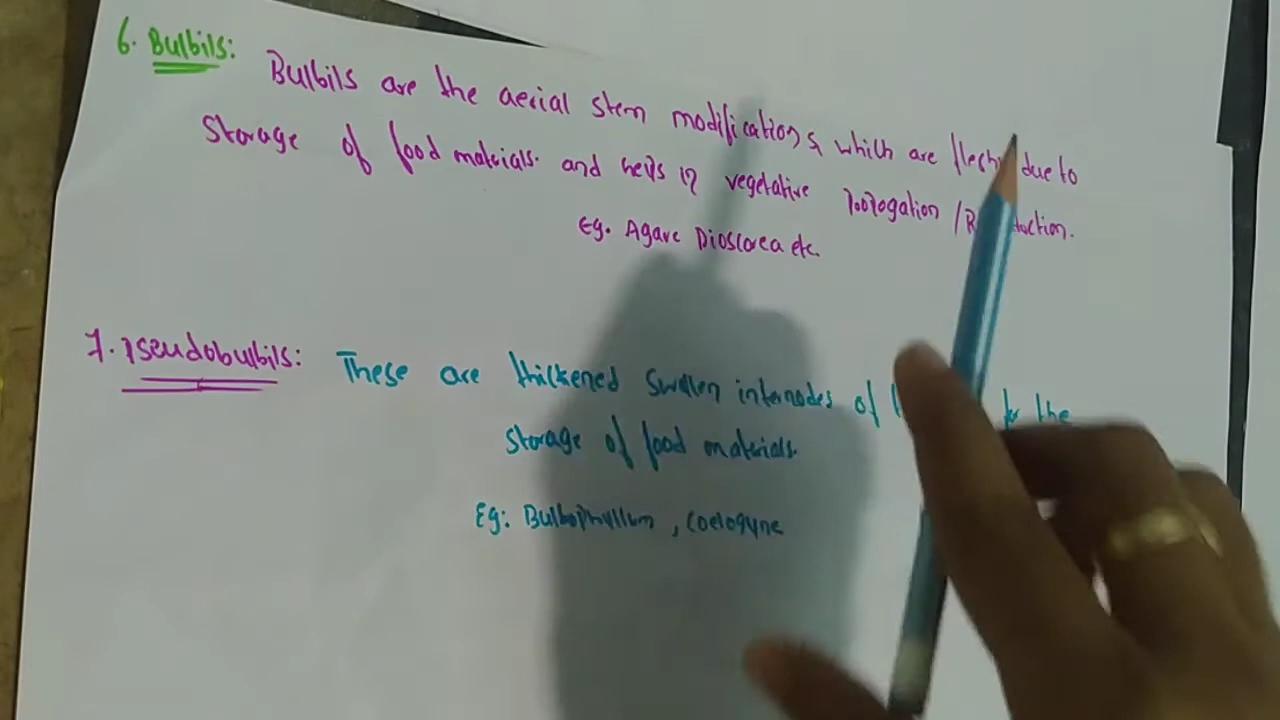 6. Bulbils: Bulbils are the aerial stem modifications, which are fleshy due to
Storage of food materials. and helps in vegetative propogation /
Eg. Agave Dioscorea etc.
7. Pseudobulbils: These are thickened Swollen internodes of the
Storage of food materials.
Eg: Bulbophyllum, Coelogyne